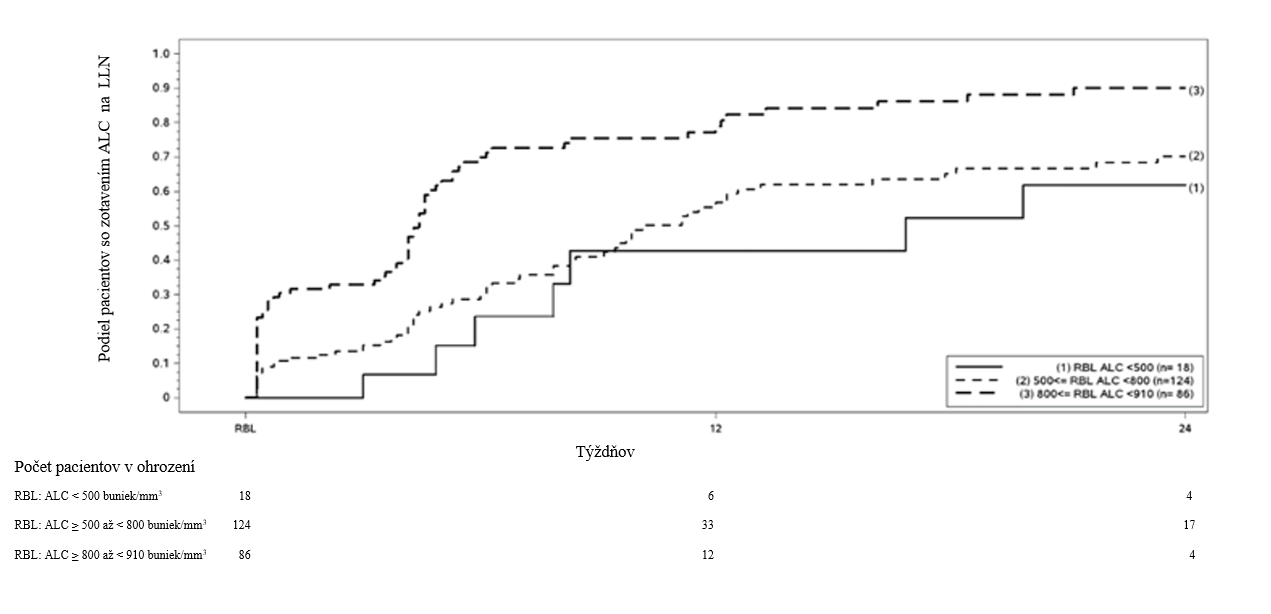 Podiel pacientov so zotavením ALC na LLN
1.0
0.9
0.8
0.7
0.6
0.5
0.4
0.3
0.2
0.1
0
(3)
(2)
(1)
(1) RBL ALC <500 (n= 18)
(2) 500<= RBL ALC <800 (n=124)
(3) 800<= RBL ALC <910 (n= 86)
RBL 12 24
Týždňov
Počet pacientov v ohrození
RBL: ALC < 500 buniek/mm³ 18 6 4
RBL: ALC ≥ 500 až < 800 buniek/mm³ 124 33 17
RBL: ALC ≥ 800 až < 910 buniek/mm³ 86 12 4